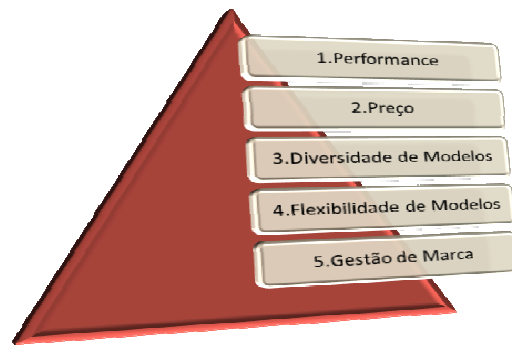 1.Performance
2.Preço
3.Diversidade de Modelos
4.Flexibilidade de Modelos
5.Gestão de Marca